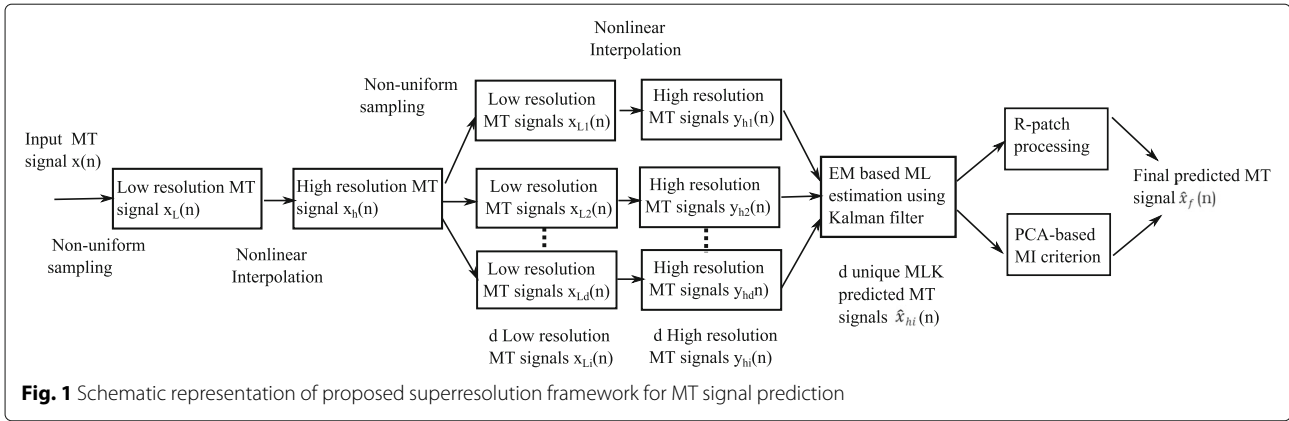 Nonlinear
Interpolation
Non-uniform
sampling
Input MT
signal x(n)
Low resolution MT
signal x_L(n)
Non-uniform
sampling
High resolution MT
signal x_h(n)
Nonlinear
Interpolation
Low resolution
MT signals x_L1(n)
High resolution
MT signals y_h1(n)
Low resolution
MT signals x_L2(n)
High resolution
MT signals y_h2(n)
Low resolution
MT signals x_Ld(n)
High resolution
MT signals y_hdn)
d Low resolution
MT signals x_Li(n)
d High resolution
MT signals y_hi(n)
EM based ML
estimation using
Kalman filter
d unique MLK
predicted MT
signals x̂_hi(n)
R-patch
processing
PCA-based
MI criterion
Final predicted MT
signal x̂_f(n)
Fig. 1 Schematic representation of proposed superresolution framework for MT signal prediction